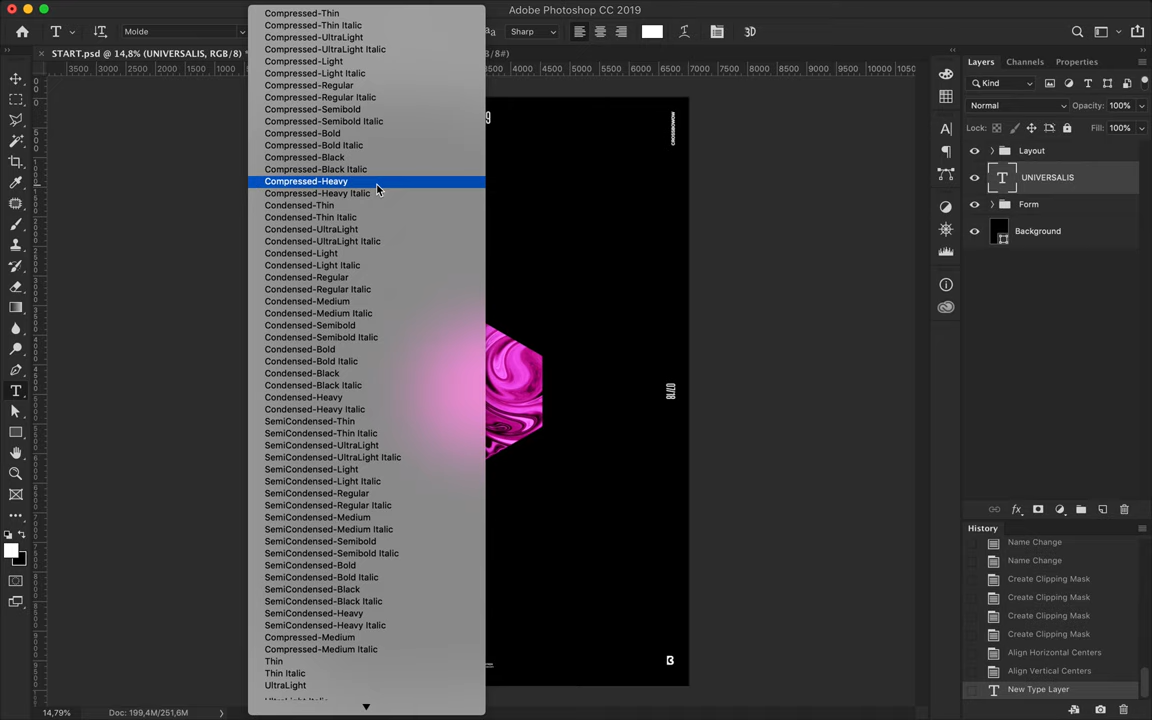 Adobe Photoshop CC 2019
T Molde
Sharp
3D
START.psd @ 14,8% (UNIVERSALIS, RGB/8) *
/8#)
3500 3000 2500 2000 1500 1000
4000 4500 5000 5500 6000 6500 7000 7500 8000 8500 9000 9500 10000 1050
Compressed-Thin
Compressed-Thin Italic
Compressed-UltraLight
Compressed-UltraLight Italic
Compressed-Light
Compressed-Light Italic
Compressed-Regular
Compressed-Regular Italic
Compressed-Semibold
Compressed-Semibold Italic
Compressed-Bold
Compressed-Bold Italic
Compressed-Black
Compressed-Black Italic
Compressed-Heavy
Compressed-Heavy Italic
Condensed-Thin
Condensed-Thin Italic
Condensed-UltraLight
Condensed-UltraLight Italic
Condensed-Light
Condensed-Light Italic
Condensed-Regular
Condensed-Regular Italic
Condensed-Medium
Condensed-Medium Italic
Condensed-Semibold
Condensed-Semibold Italic
Condensed-Bold
Condensed-Bold Italic
Condensed-Black
Condensed-Black Italic
Condensed-Heavy
Condensed-Heavy Italic
SemiCondensed-Thin
SemiCondensed-Thin Italic
SemiCondensed-UltraLight
SemiCondensed-UltraLight Italic
SemiCondensed-Light
SemiCondensed-Light Italic
SemiCondensed-Regular
SemiCondensed-Regular Italic
SemiCondensed-Medium
SemiCondensed-Medium Italic
SemiCondensed-Semibold
SemiCondensed-Semibold Italic
SemiCondensed-Bold
SemiCondensed-Bold Italic
SemiCondensed-Black
SemiCondensed-Black Italic
SemiCondensed-Heavy
SemiCondensed-Heavy Italic
Compressed-Medium
Compressed-Medium Italic
Thin
Thin Italic
UltraLight
UltraLight Italic
9
07/18
B
Layers Channels Properties
Kind
Normal Opacity: 100%
Lock: Fill: 100%
Layout
T UNIVERSALIS
Form
Background
History
Name Change
Name Change
Create Clipping Mask
Create Clipping Mask
Create Clipping Mask
Create Clipping Mask
Align Horizontal Centers
Align Vertical Centers
T New Type Layer
14,79% Doc: 199,4M/251,6M